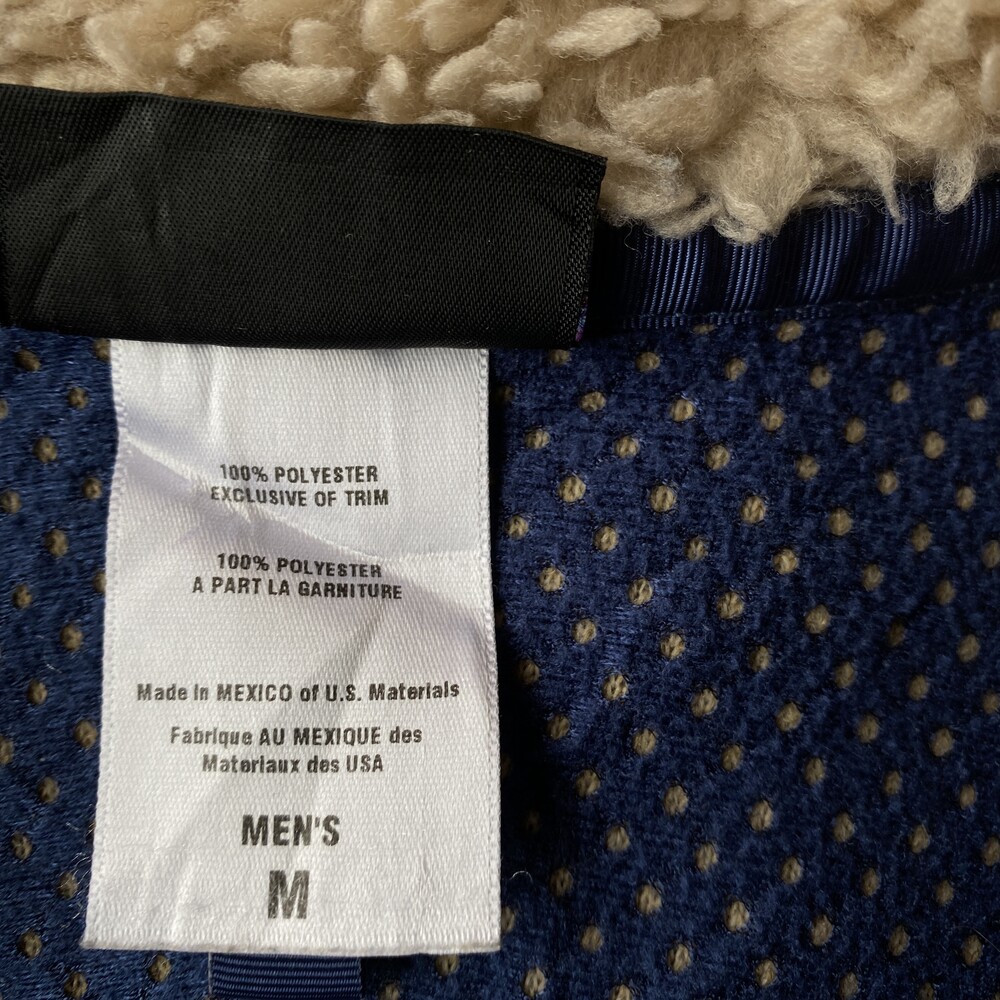 100% POLYESTER
EXCLUSIVE OF TRIM
100% POLYESTER
A PART LA GARNITURE
Made In MEXICO of U.S. Materials
Fabrique AU MEXIQUE des
Materiaux des USA
MEN'S
M